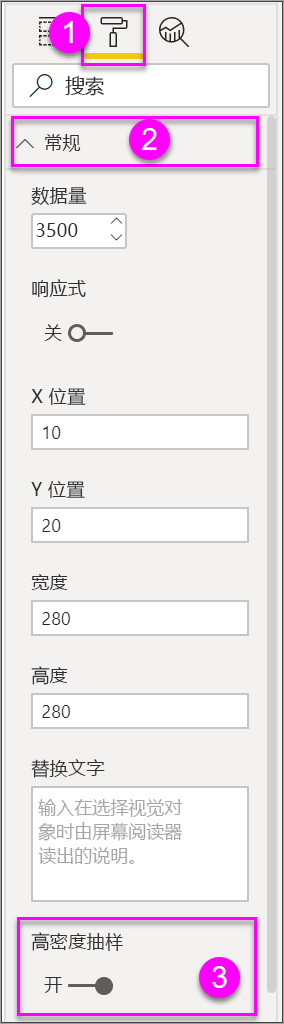 1
搜索
常规
2
数据量
3500
响应式
关
X 位置
10
Y 位置
20
宽度
280
高度
280
替换文字
输入在选择视觉对
象时由屏幕阅读器
读出的说明。
高密度抽样
开
3